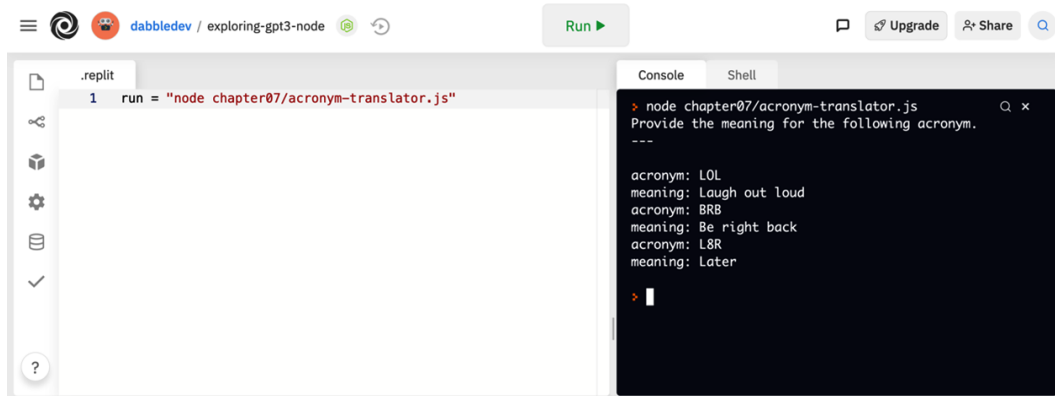 dabbledev / exploring-gpt3-node
Run
Upgrade
Share
.replit
1 run = "node chapter07/acronym-translator.js"
?
Console Shell
> node chapter07/acronym-translator.js
Provide the meaning for the following acronym.
---
acronym: LOL
meaning: Laugh out loud
acronym: BRB
meaning: Be right back
acronym: L8R
meaning: Later
>